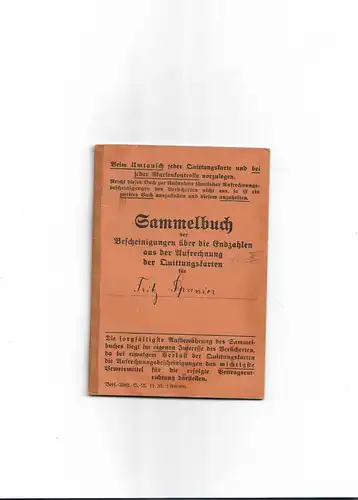 Beim Umtausch jeder Quittungskarte und bei
jeder Markenkontrolle vorzulegen.
Reicht dieses Buch zur Aufnahme sämtlicher Aufrechnungs-
bescheinigungen des Versicherten nicht aus, so ist ein
zweites Buch auszustellen und diesem anzuheften.
Sammelbuch
der
Bescheinigungen über die Endzahlen
aus der Aufrechnung
der Quittungskarten
für
Fritz Spanier
Die sorgfältigste Aufbewahrung des Sammel-
buches liegt im eigenen Interesse des Versicherten,
da bei etwaigem Verlust der Quittungskarten
die Aufrechnungsbescheinigungen das wichtigste
Beweismittel für die erfolgte Beitragsent-
richtung darstellen.